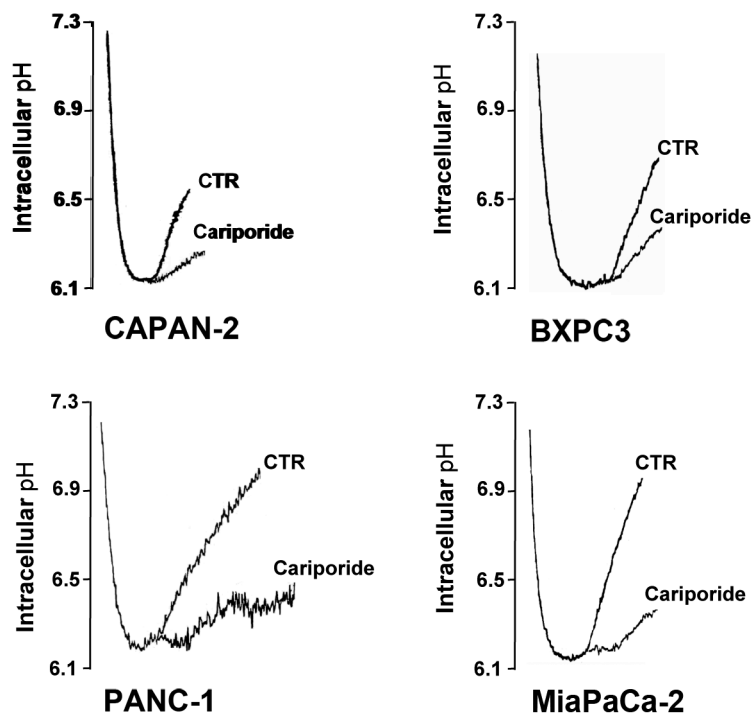 7.3
6.9
6.5
6.1
Intracellular pH
CTR
Cariporide
CAPAN-2
7.3
6.9
6.5
6.1
Intracellular pH
CTR
Cariporide
BXPC3
7.3
6.9
6.5
6.1
Intracellular pH
CTR
Cariporide
PANC-1
7.3
6.9
6.5
6.1
Intracellular pH
CTR
Cariporide
MiaPaCa-2